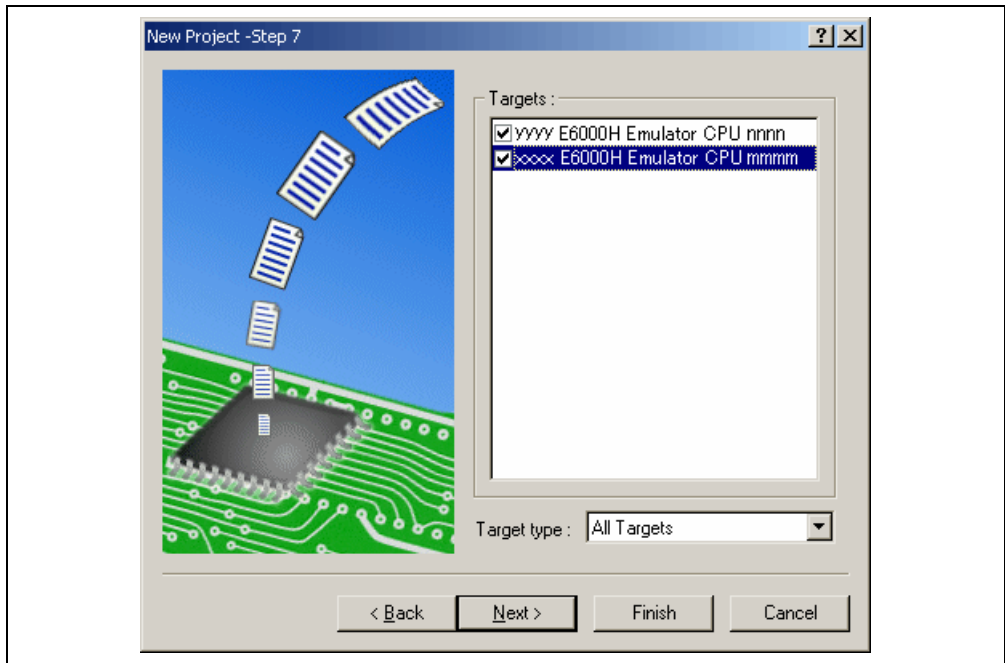 New Project -Step 7
Targets :
yyyy E6000H Emulator CPU nnnn
xxxx E6000H Emulator CPU mmmm
Target type : All Targets
< Back Next > Finish Cancel